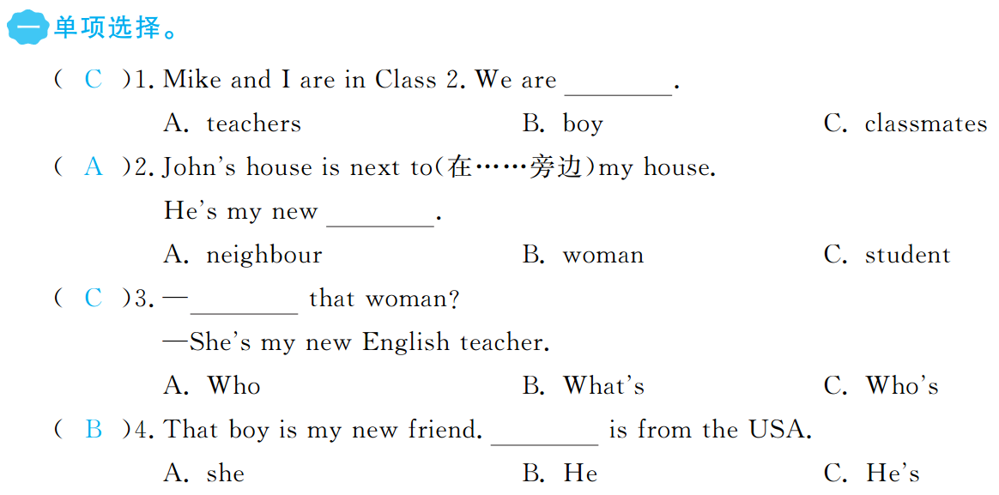 一 单项选择。
( C )1. Mike and I are in Class 2. We are ________.
A. teachers B. boy C. classmates
( A )2. John's house is next to(在……旁边)my house.
He's my new ________.
A. neighbour B. woman C. student
( C )3. —________ that woman?
—She's my new English teacher.
A. Who B. What's C. Who's
( B )4. That boy is my new friend. ________ is from the USA.
A. she B. He C. He's